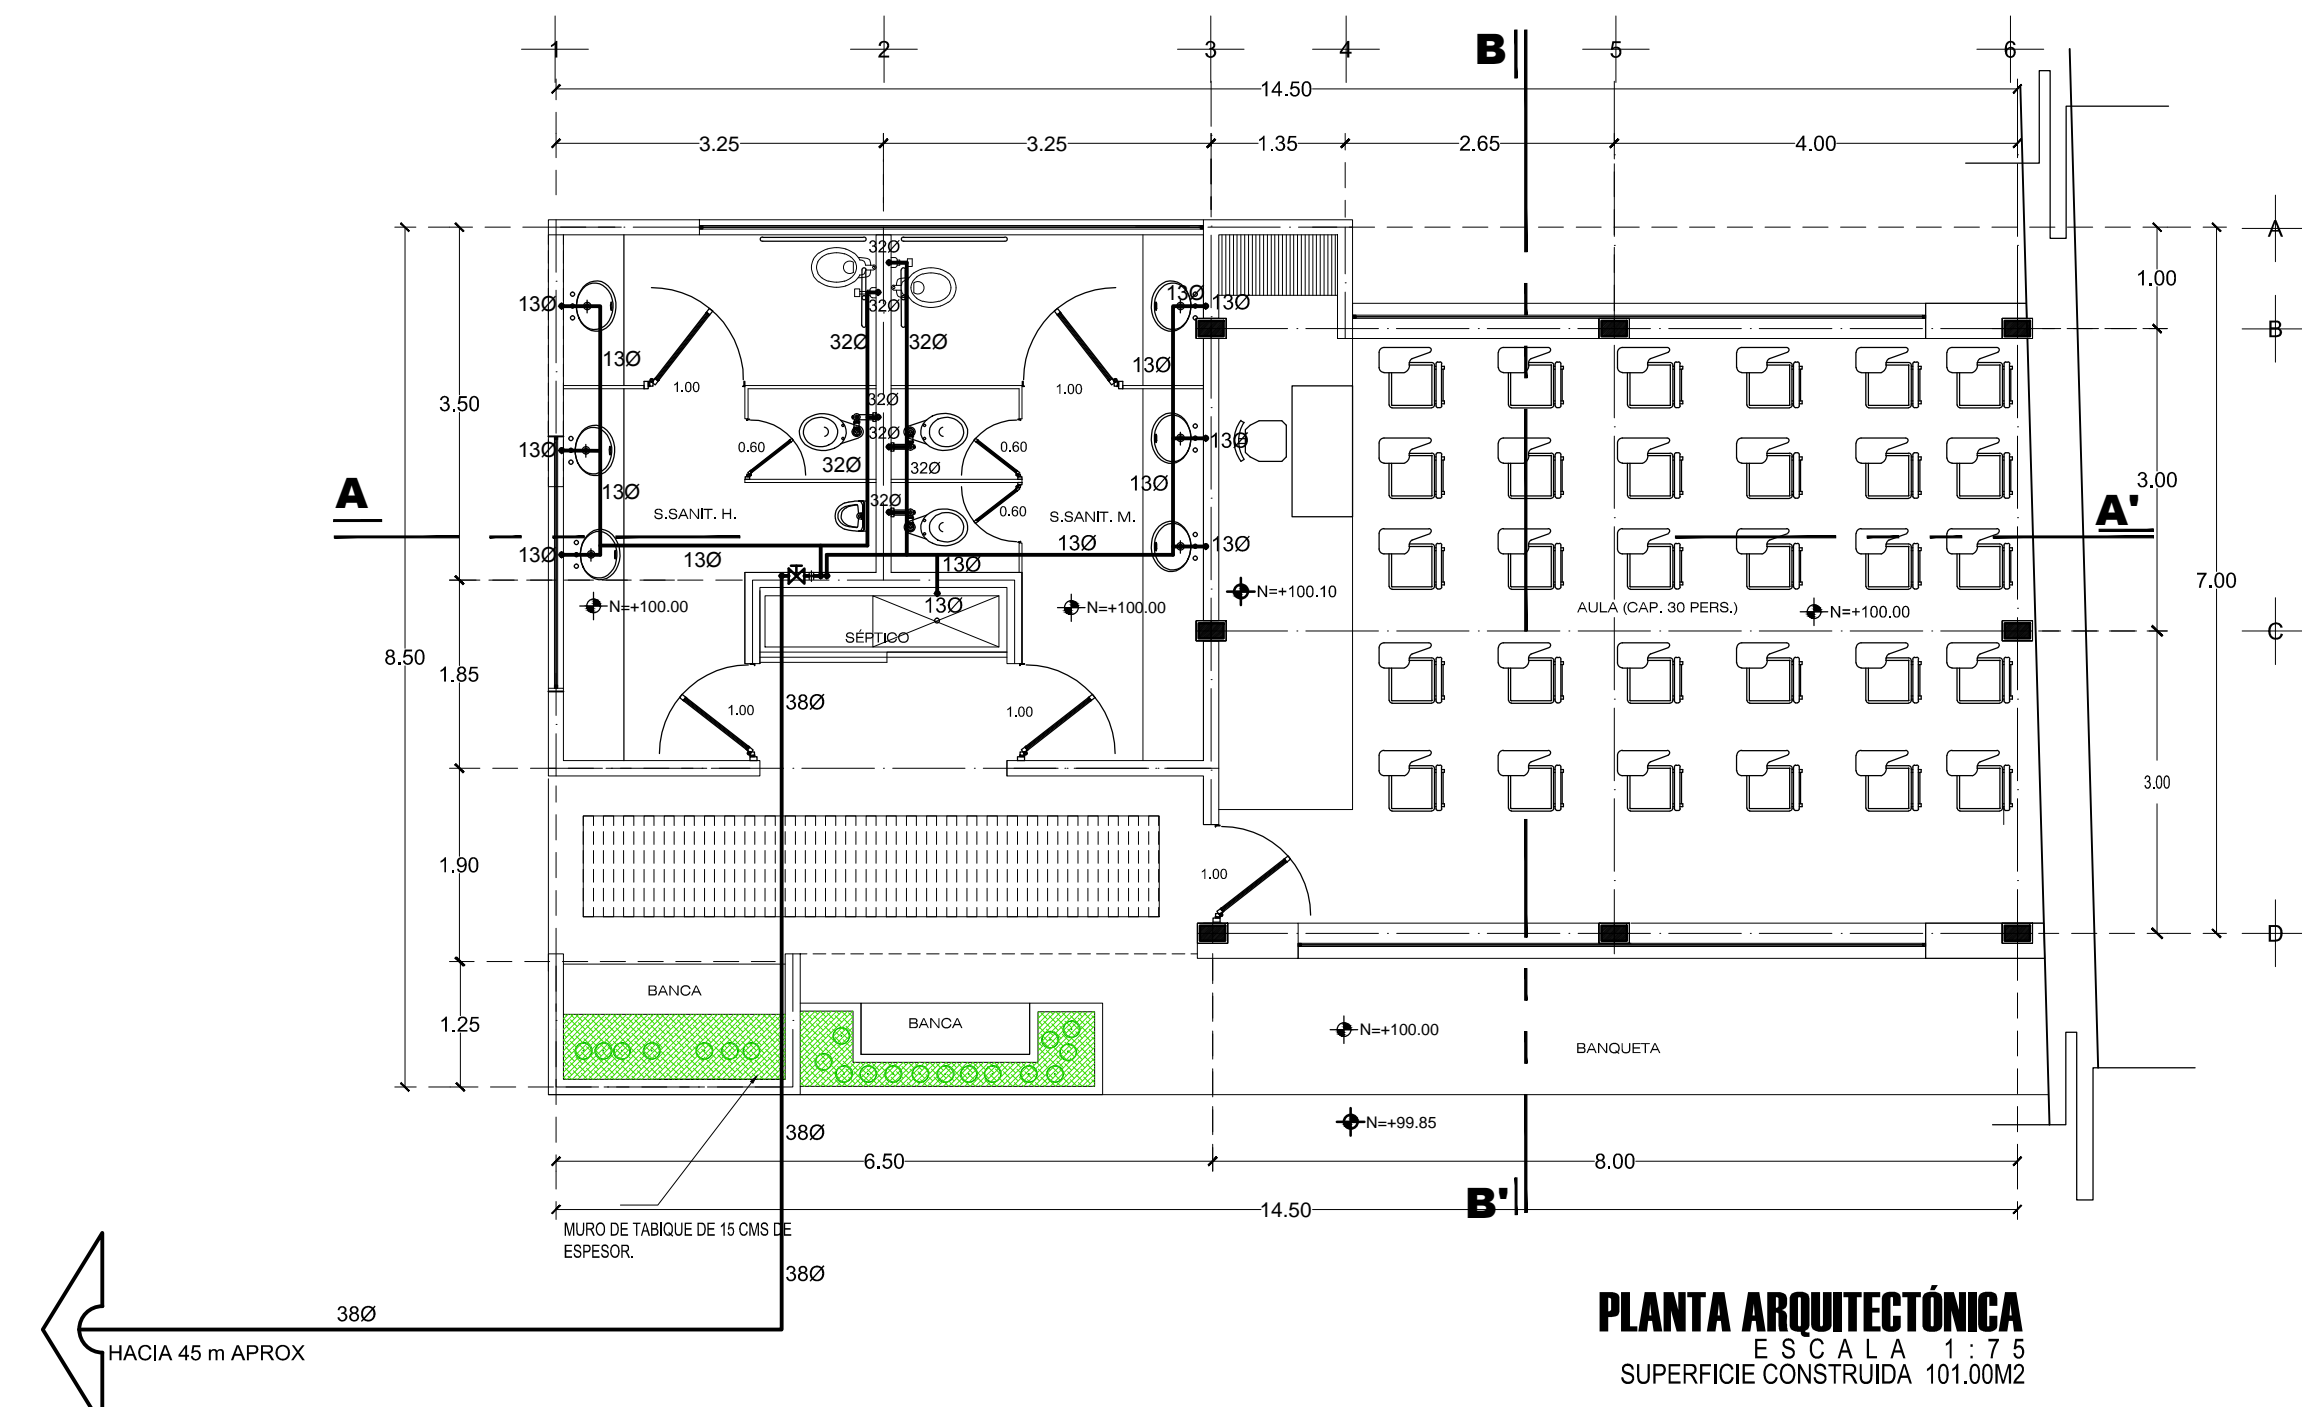 1 2 3 4 B 5 6
14.50
3.25 3.25 1.35 2.65 4.00
A
32Ø
1.00
13Ø 32Ø 13Ø 13Ø
B
32Ø 32Ø
13Ø 13Ø
1.00 1.00
3.50 32Ø
32Ø
13Ø 0.60 0.60 13Ø
32Ø 32Ø
3.00
13Ø 13Ø
A 32Ø
S.SANIT. H. 0.60 S.SANIT. M. A'
13Ø 13Ø 13Ø
13Ø 13Ø
7.00
N=+100.00 13Ø N=+100.00 N=+100.10 AULA (CAP. 30 PERS.) N=+100.00
SÉPTICO
C
8.50
1.85
38Ø
1.00 1.00
3.00
1.90 1.00
D
BANCA
1.25 BANCA N=+100.00
BANQUETA
N=+99.85
38Ø
6.50 8.00
14.50 B'
MURO DE TABIQUE DE 15 CMS DE
ESPESOR.
38Ø
38Ø
HACIA 45 m APROX
PLANTA ARQUITECTÓNICA
ESCALA 1:75
SUPERFICIE CONSTRUIDA 101.00M2